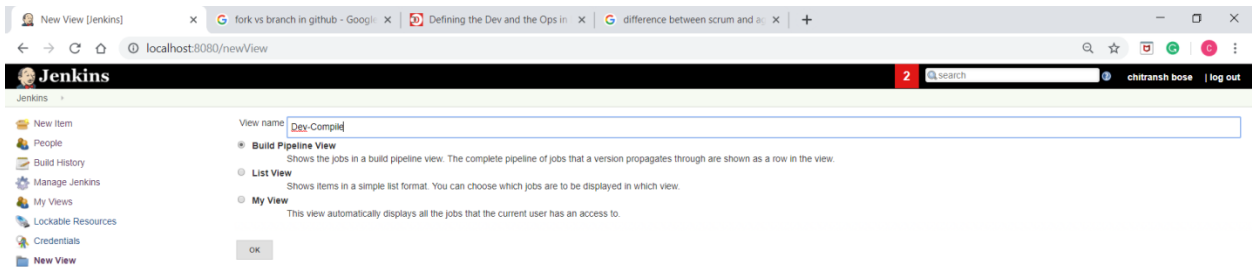 New View [Jenkins]
fork vs branch in github - Google
Defining the Dev and the Ops in
difference between scrum and ag
localhost:8080/newView
Jenkins
2
search
chitransh bose
| log out
Jenkins
New Item
People
Build History
Manage Jenkins
My Views
Lockable Resources
Credentials
New View
View name Dev-Compile
Build Pipeline View
Shows the jobs in a build pipeline view. The complete pipeline of jobs that a version propagates through are shown as a row in the view.
List View
Shows items in a simple list format. You can choose which jobs are to be displayed in which view.
My View
This view automatically displays all the jobs that the current user has an access to.
OK